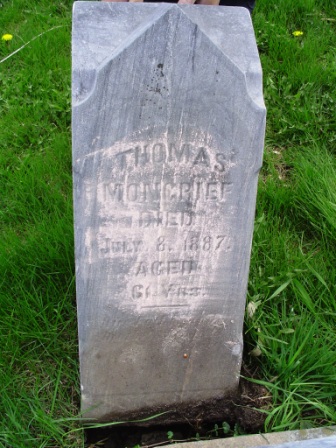 THOMAS
MONCRIEF
DIED
JULY. 8. 1887.
AGED
61 YRS.